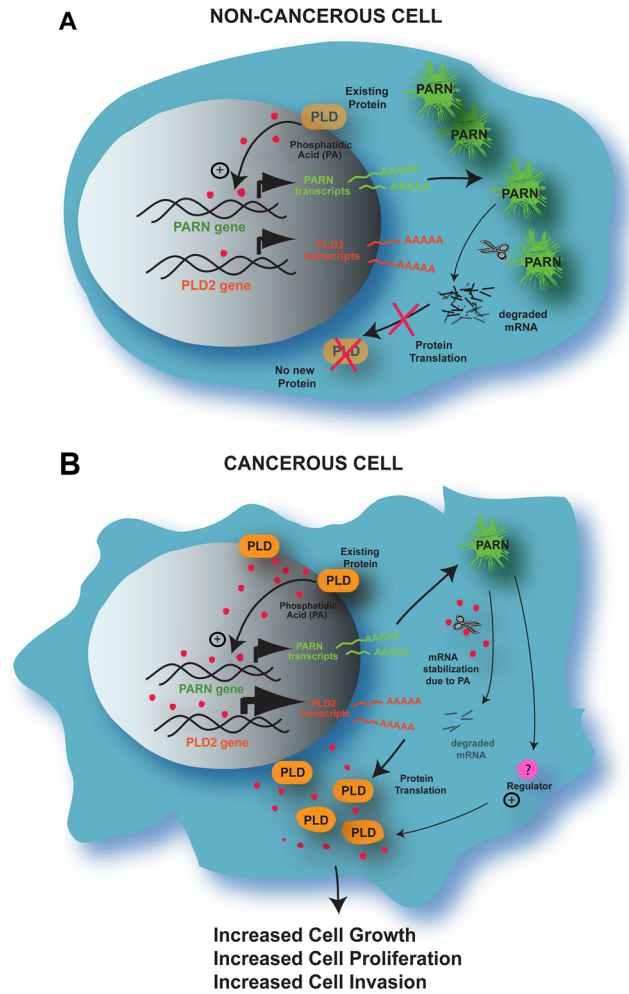 A
NON-CANCEROUS CELL
Existing
Protein
PLD
Phosphatidic
Acid (PA)
+
PARN
transcripts
AAAAA
AAAAA
PARN gene
PLD2
transcripts
AAAAA
AAAAA
PLD2 gene
PARN
PARN
PARN
PARN
degraded
mRNA
Protein
Translation
PLD
No new
Protein
B
CANCEROUS CELL
PLD
Existing
Protein
PLD
Phosphatidic
Acid (PA)
+
PARN
transcripts
AAAAA
AAAAA
PARN gene
PLD2
transcripts
AAAAA
AAAAA
PLD2 gene
PARN
mRNA
stabilization
due to PA
degraded
mRNA
?
Regulator
+
Protein
Translation
PLD
PLD
PLD
PLD
Increased Cell Growth
Increased Cell Proliferation
Increased Cell Invasion